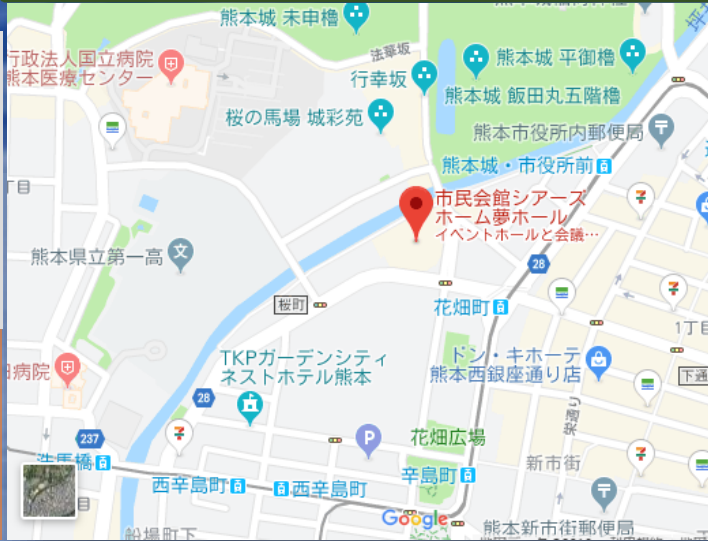 熊本城 未申櫓
法華坂
行政法人国立病院
熊本医療センター
行幸坂
熊本城 平御櫓
熊本城 飯田丸五階櫓
桜の馬場 城彩苑
熊本市役所内郵便局
熊本城・市役所前
丁目
市民会館シアーズ
ホーム夢ホール
イベントホールと会議…
熊本県立第一高
28
桜町
花畑町
1丁目
ドン・キホーテ
熊本西銀座通り店
TKPガーデンシティ
ネストホテル熊本
病院
下通
28
栄通り
237
花畑広場
洗馬橋
新市街
辛島町
西辛島町
西辛島町
Google
船場町下
熊本新市街郵便局